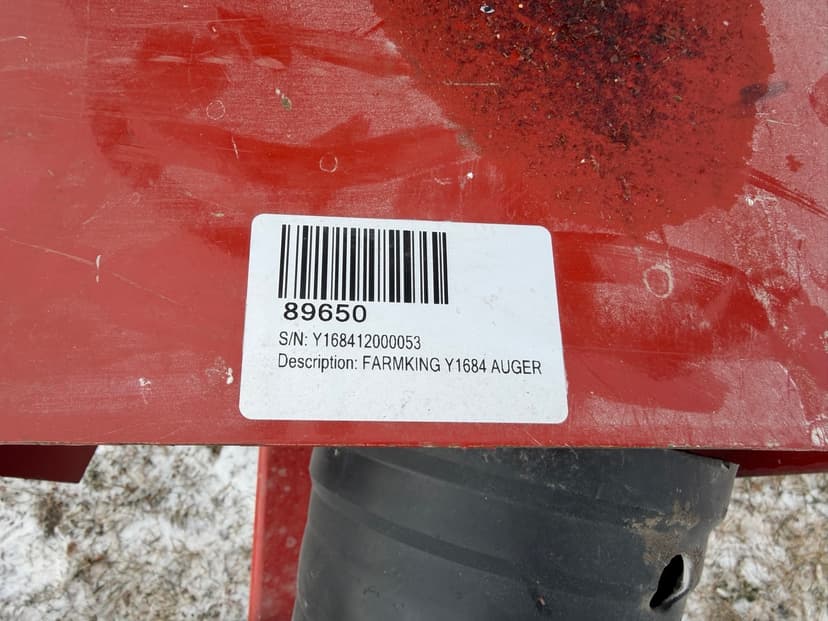 89650
S/N: Y168412000053
Description: FARMKING Y1684 AUGER